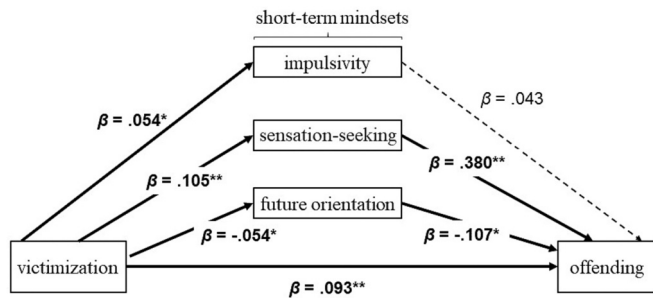 short-term mindsets
impulsivity
β = .054*
β = .043
sensation-seeking
β = .105**
β = .380**
future orientation
β = -.054*
β = -.107*
victimization
offending
β = .093**